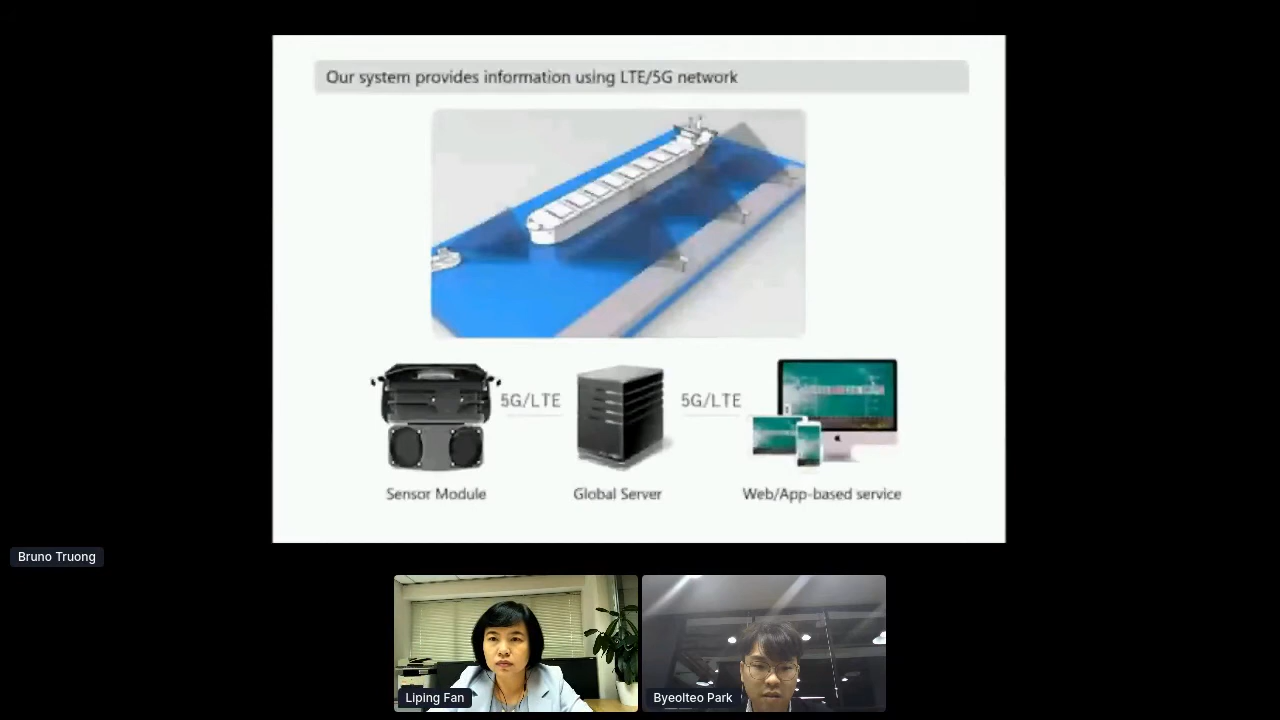 Our system provides information using LTE/5G network
5G/LTE
5G/LTE
Sensor Module
Global Server
Web/App-based service
Bruno Truong
Liping Fan
Byeolteo Park